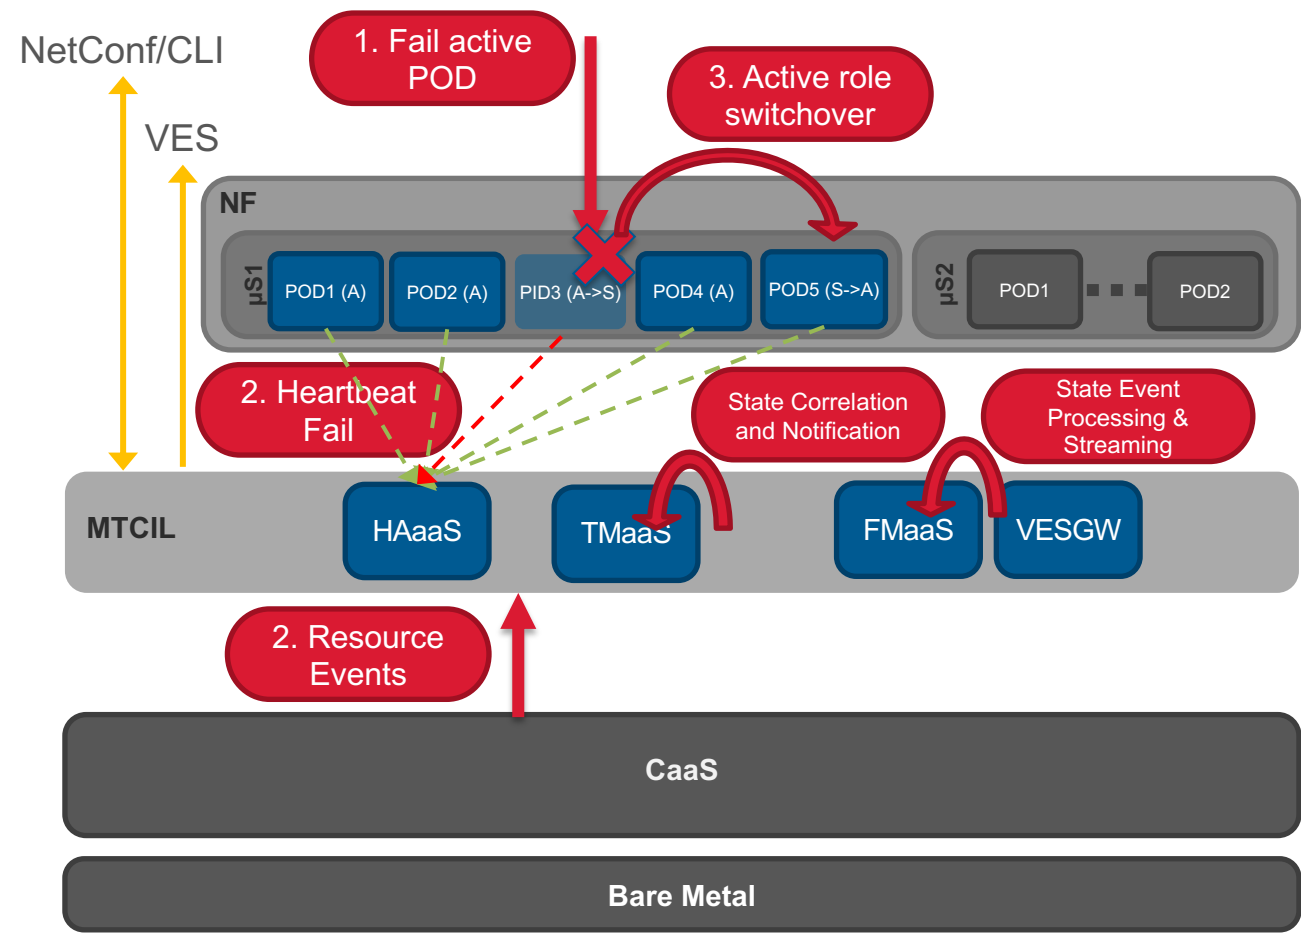 NetConf/CLI
VES
1. Fail active
POD
3. Active role
switchover
NF
µS1
POD1 (A)
POD2 (A)
PID3 (A->S)
POD4 (A)
POD5 (S->A)
µS2
POD1
POD2
2. Heartbeat
Fail
State Correlation
and Notification
State Event
Processing &
Streaming
MTCIL
HAaaS
TMaaS
FMaaS
VESGW
2. Resource
Events
CaaS
Bare Metal